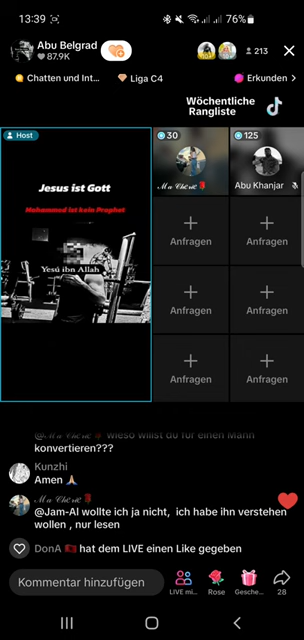 13:39
76%
Abu Belgrad
87.9K
213
Chatten und Int...
Liga C4
Erkunden >
Wöchentliche
Rangliste
Host
30
125
Jesus ist Gott
Mohammed ist kein Prophet
Yesú ibn Allah
Abu Khanjar
Anfragen
Anfragen
Anfragen
Anfragen
Anfragen
Anfragen
wieso willst du für einen Mann
konvertieren???
Kunzhi
Amen 🙏
@Jam-Al wollte ich ja nicht, ich habe ihn verstehen
wollen , nur lesen
DonA 🇦🇱 hat dem LIVE einen Like gegeben
Kommentar hinzufügen
LIVE mi...
Rose
Gesche...
28